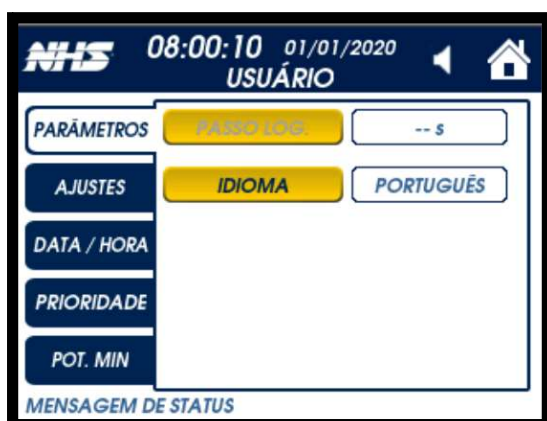 NHS 08:00:10 01/01/2020
USUÁRIO
PARÂMETROS PASSO LOG. -- s
AJUSTES IDIOMA PORTUGUÊS
DATA / HORA
PRIORIDADE
POT. MIN
MENSAGEM DE STATUS